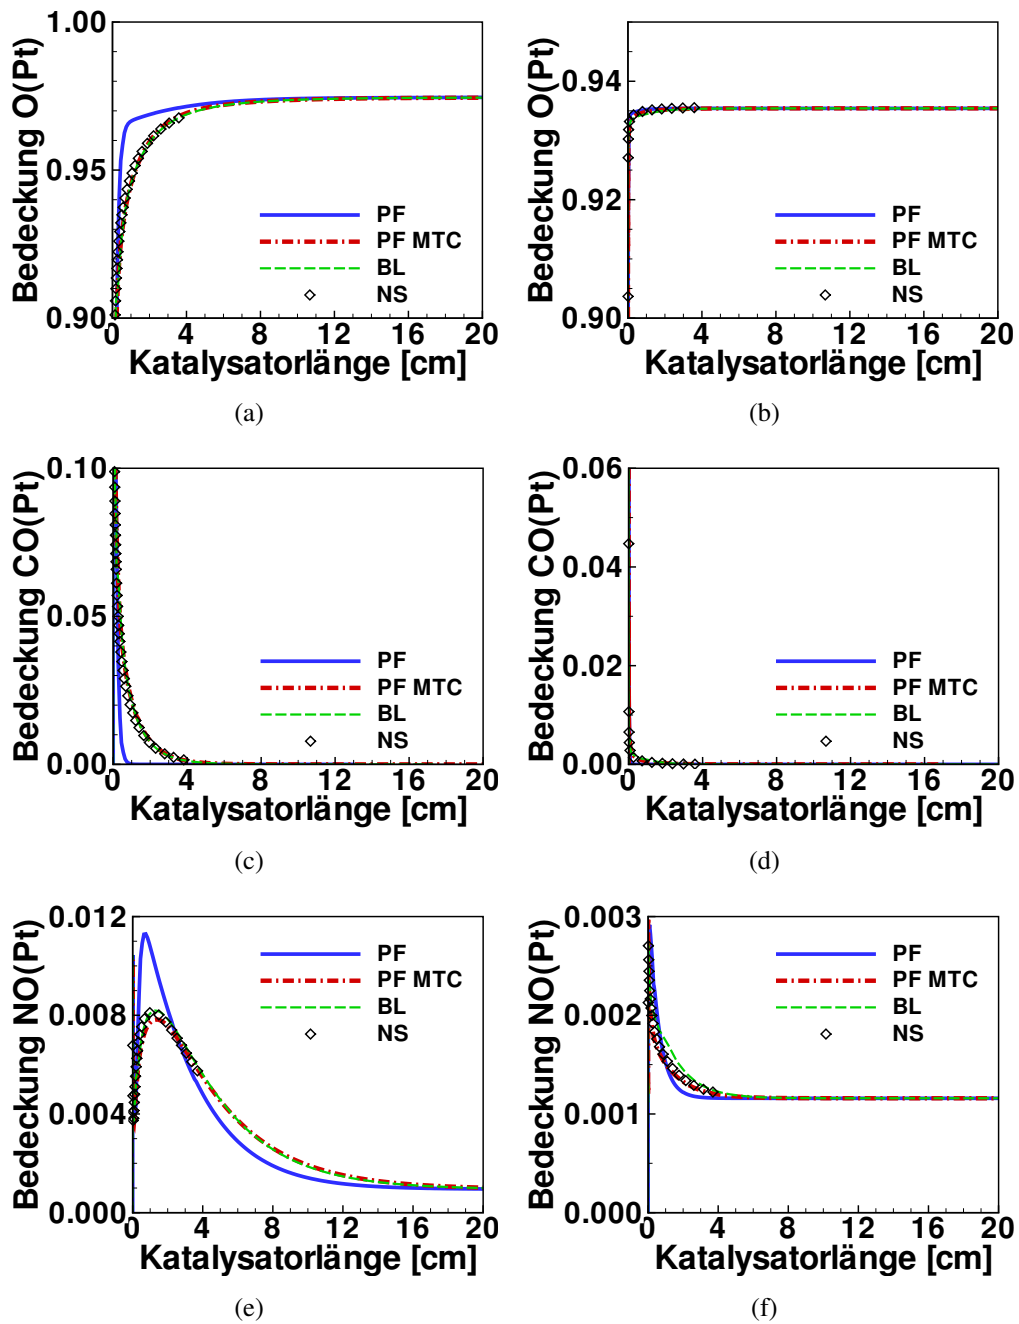 1.00
0.95
0.90
Bedeckung O(Pt)
PF
PF MTC
BL
NS
0 4 8 12 16 20
Katalysatorlänge [cm]
(a)
0.94
0.92
0.90
Bedeckung O(Pt)
PF
PF MTC
BL
NS
0 4 8 12 16 20
Katalysatorlänge [cm]
(b)
0.10
0.05
0.00
Bedeckung CO(Pt)
PF
PF MTC
BL
NS
0 4 8 12 16 20
Katalysatorlänge [cm]
(c)
0.06
0.04
0.02
0.00
Bedeckung CO(Pt)
PF
PF MTC
BL
NS
0 4 8 12 16 20
Katalysatorlänge [cm]
(d)
0.012
0.008
0.004
0.000
Bedeckung NO(Pt)
PF
PF MTC
BL
NS
0 4 8 12 16 20
Katalysatorlänge [cm]
(e)
0.003
0.002
0.001
0.000
Bedeckung NO(Pt)
PF
PF MTC
BL
NS
0 4 8 12 16 20
Katalysatorlänge [cm]
(f)